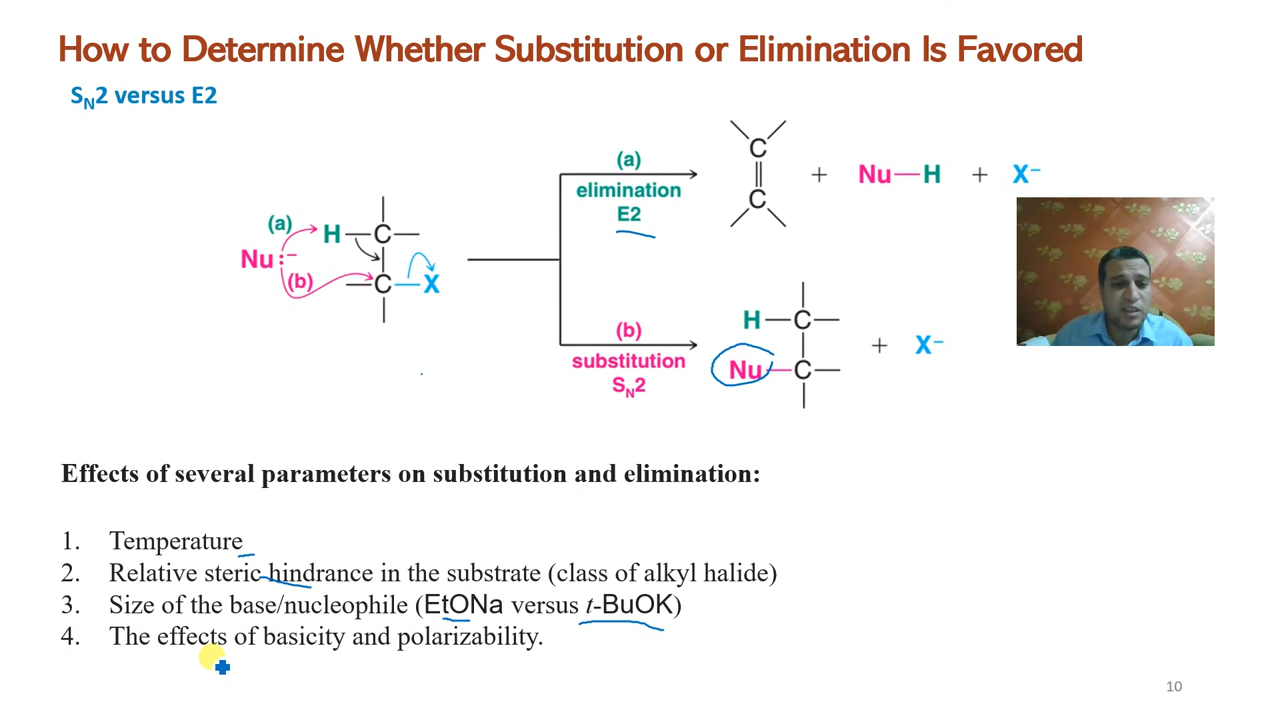 How to Determine Whether Substitution or Elimination Is Favored
SN2 versus E2
(a)
H—C—
Nu:−
(b)
—C—X
(a)
elimination
E2
C
C
+ Nu—H + X−
(b)
substitution
SN2
H—C—
Nu—C—
+ X−
Effects of several parameters on substitution and elimination:
1. Temperature
2. Relative steric hindrance in the substrate (class of alkyl halide)
3. Size of the base/nucleophile (EtONa versus t-BuOK)
4. The effects of basicity and polarizability.
10